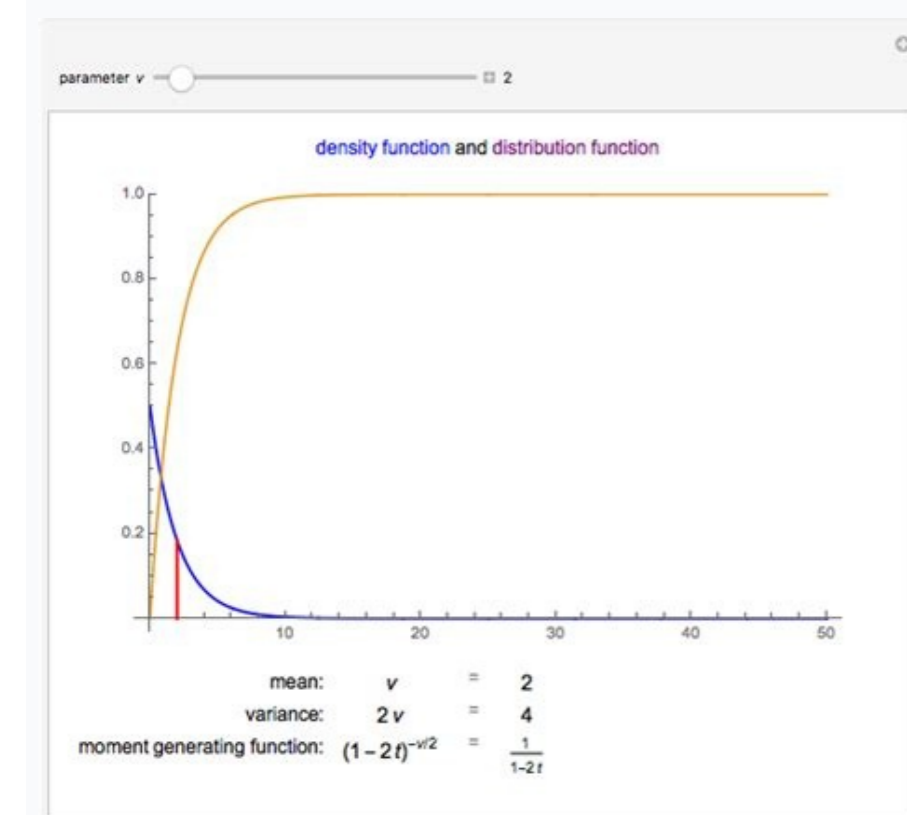 parameter v 2
density function and distribution function
1.0
0.8
0.6
0.4
0.2
10 20 30 40 50
mean: v = 2
variance: 2 v = 4
moment generating function: (1 – 2 t)^-v/2 = 1/(1–2 t)